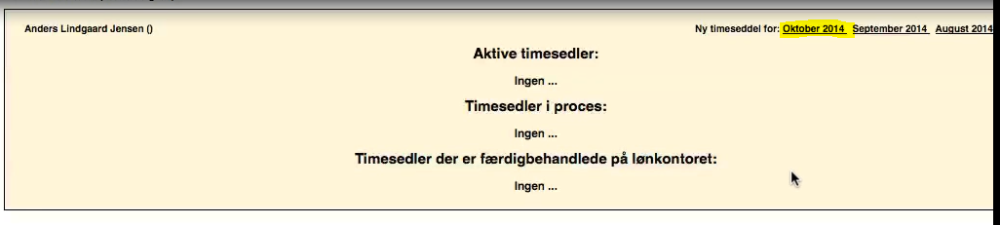 Anders Lindgaard Jensen () Ny timeseddel for: Oktober 2014 September 2014 August 2014
Aktive timesedler:
Ingen ...
Timesedler i proces:
Ingen ...
Timesedler der er færdigbehandlede på lønkontoret:
Ingen ...